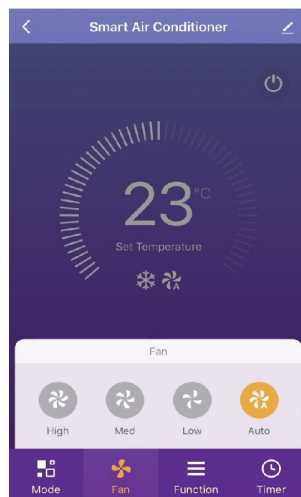 Smart Air Conditioner
23°C
Set Temperature
A
Fan
High Med Low Auto
A
Mode Fan Function Timer